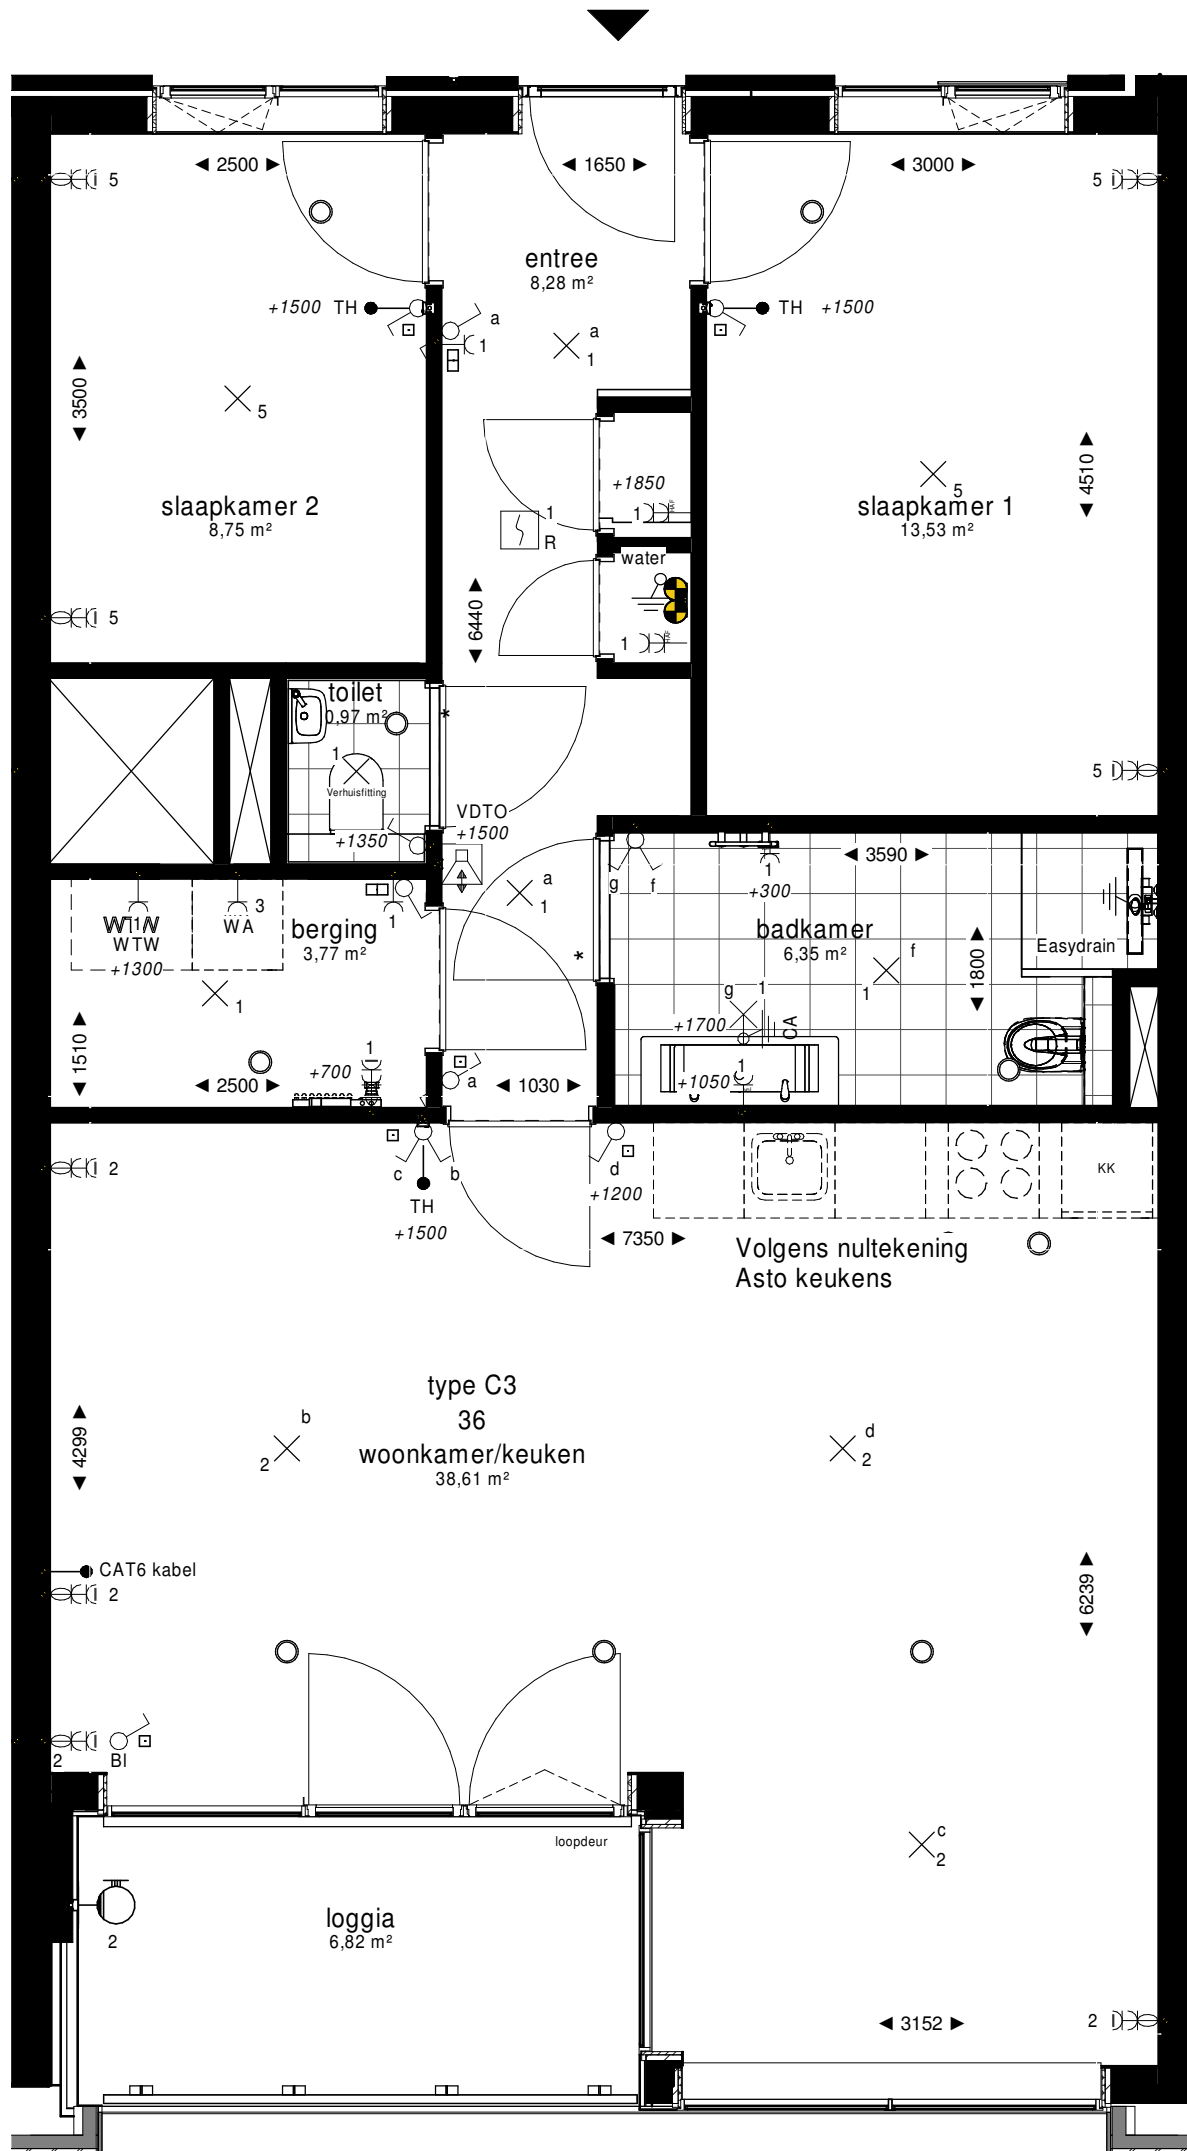 2500
1650
3000
5
5
entree
8,28 m²
+1500 TH
TH +1500
a
1
a
1
3500
5
4510
5
slaapkamer 2
8,75 m²
+1850
1
slaapkamer 1
13,53 m²
1
R
water
6440
1
5
toilet
0,97 m²
*
5
1
Verhuisfitting
VDTO
+1500
+1350
3590
g
f
1
+300
a
1
WTW
1
WTW
+1300
WA
3
1
berging
3,77 m²
badkamer
6,35 m²
Easydrain
*
f
1
1800
1
g
1
+1700
CA
1510
1
+700
2500
a
1030
1
+1050
2
c
b
TH
+1500
d
+1200
KK
7350
Volgens nultekening
Asto keukens
type C3
36
woonkamer/keuken
38,61 m²
b
2
d
2
4299
CAT6 kabel
2
6239
2
BI
loopdeur
c
2
loggia
6,82 m²
2
3152
2